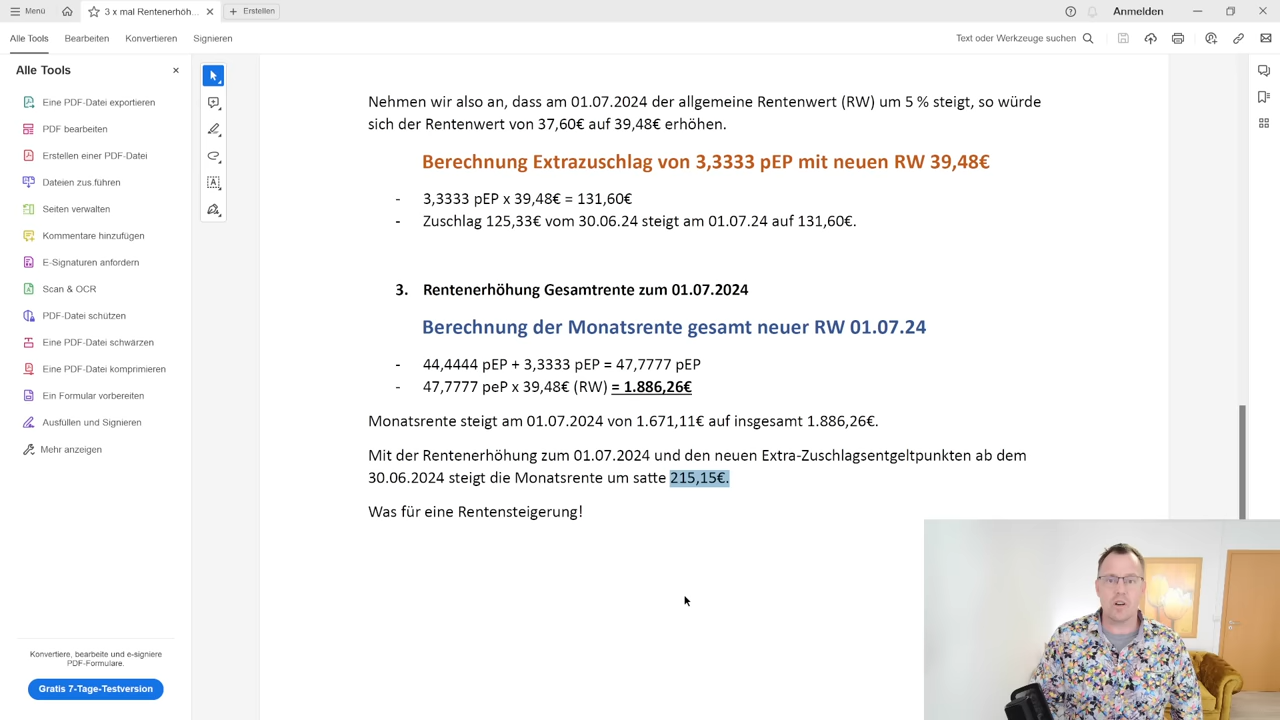 Menü
3 x mal Rentenerhöh...
Erstellen
Anmelden
Alle Tools
Bearbeiten
Konvertieren
Signieren
Text oder Werkzeuge suchen
Alle Tools
Eine PDF-Datei exportieren
PDF bearbeiten
Erstellen einer PDF-Datei
Dateien zus.führen
Seiten verwalten
Kommentare hinzufügen
E-Signaturen anfordern
Scan & OCR
PDF-Datei schützen
Eine PDF-Datei schwärzen
Eine PDF-Datei komprimieren
Ein Formular vorbereiten
Ausfüllen und Signieren
Mehr anzeigen
Konvertiere, bearbeite und e-signiere
PDF-Formulare.
Gratis 7-Tage-Testversion
Nehmen wir also an, dass am 01.07.2024 der allgemeine Rentenwert (RW) um 5 % steigt, so würde
sich der Rentenwert von 37,60€ auf 39,48€ erhöhen.
Berechnung Extrazuschlag von 3,3333 pEP mit neuen RW 39,48€
- 3,3333 pEP x 39,48€ = 131,60€
- Zuschlag 125,33€ vom 30.06.24 steigt am 01.07.24 auf 131,60€.
3. Rentenerhöhung Gesamtrente zum 01.07.2024
Berechnung der Monatsrente gesamt neuer RW 01.07.24
- 44,4444 pEP + 3,3333 pEP = 47,7777 pEP
- 47,7777 peP x 39,48€ (RW) = 1.886,26€
Monatsrente steigt am 01.07.2024 von 1.671,11€ auf insgesamt 1.886,26€.
Mit der Rentenerhöhung zum 01.07.2024 und den neuen Extra-Zuschlagsentgeltpunkten ab dem
30.06.2024 steigt die Monatsrente um satte 215,15€.
Was für eine Rentensteigerung!